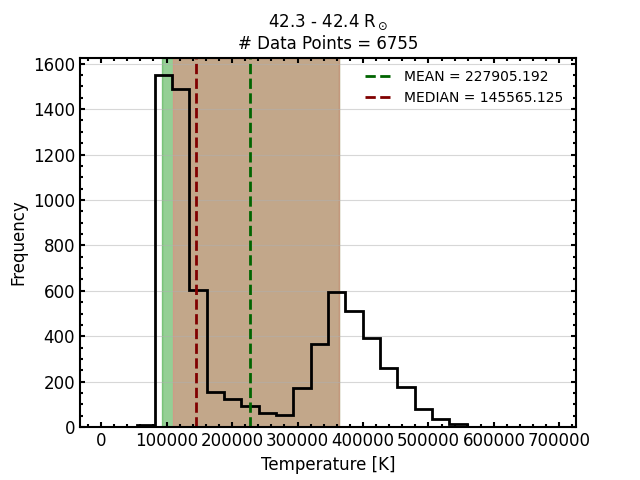 42.3 - 42.4 R⊙
# Data Points = 6755
MEAN = 227905.192
MEDIAN = 145565.125
Frequency
1600
1400
1200
1000
800
600
400
200
0
0 100000 200000 300000 400000 500000 600000 700000
Temperature [K]